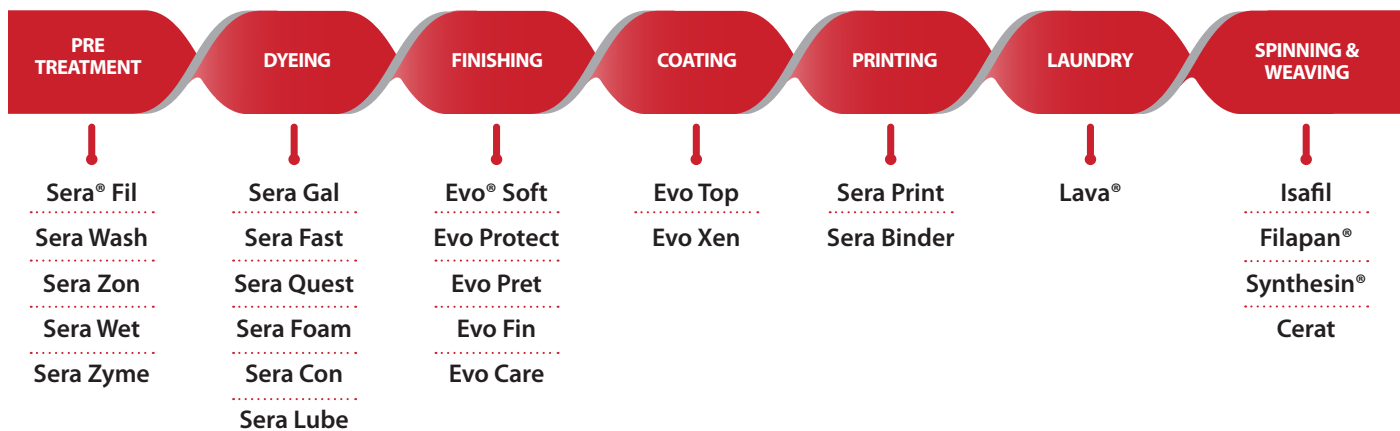 PRE
TREATMENT
DYEING
FINISHING
COATING
PRINTING
LAUNDRY
SPINNING &
WEAVING
Sera® Fil
Sera Wash
Sera Zon
Sera Wet
Sera Zyme
Sera Gal
Sera Fast
Sera Quest
Sera Foam
Sera Con
Sera Lube
Evo® Soft
Evo Protect
Evo Pret
Evo Fin
Evo Care
Evo Top
Evo Xen
Sera Print
Sera Binder
Lava®
Isafil
Filapan®
Synthesin®
Cerat